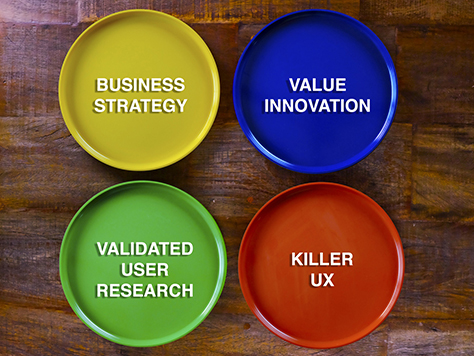 BUSINESS
STRATEGY
VALUE
INNOVATION
VALIDATED
USER
RESEARCH
KILLER
UX